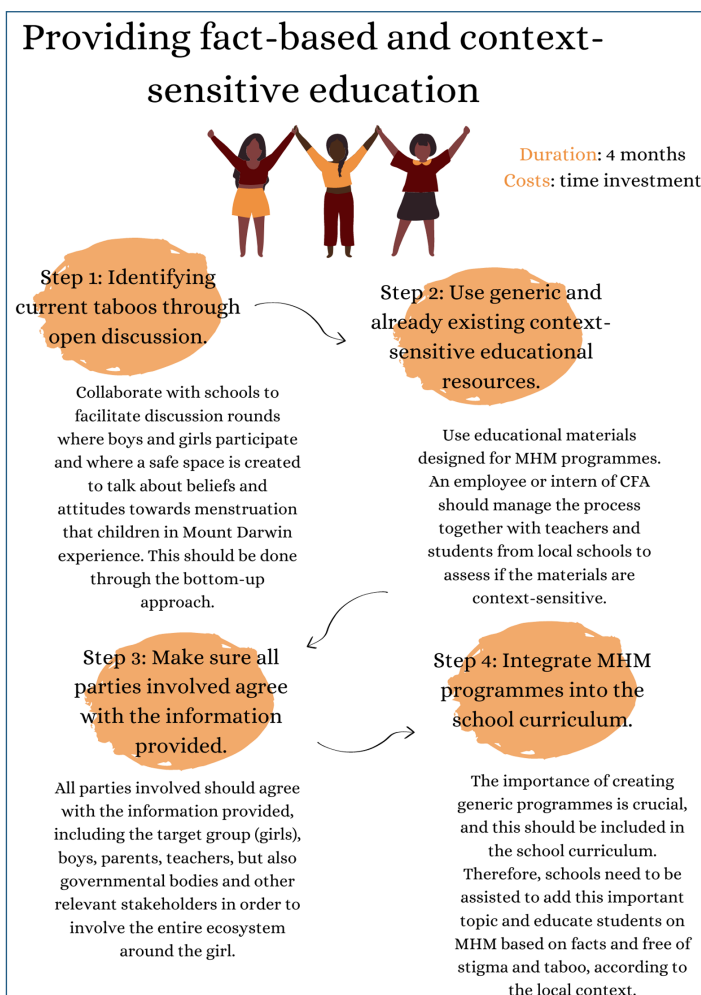 Providing fact-based and context-
sensitive education
Duration: 4 months
Costs: time investment
Step 1: Identifying
current taboos through
open discussion.
Collaborate with schools to
facilitate discussion rounds
where boys and girls participate
and where a safe space is created
to talk about beliefs and
attitudes towards menstruation
that children in Mount Darwin
experience. This should be done
through the bottom-up
approach.
Step 2: Use generic and
already existing context-
sensitive educational
resources.
Use educational materials
designed for MHM programmes.
An employee or intern of CFA
should manage the process
together with teachers and
students from local schools to
assess if the materials are
context-sensitive.
Step 3: Make sure all
parties involved agree
with the information
provided.
All parties involved should agree
with the information provided,
including the target group (girls),
boys, parents, teachers, but also
governmental bodies and other
relevant stakeholders in order to
involve the entire ecosystem
around the girl.
Step 4: Integrate MHM
programmes into the
school curriculum.
The importance of creating
generic programmes is crucial,
and this should be included in
the school curriculum.
Therefore, schools need to be
assisted to add this important
topic and educate students on
MHM based on facts and free of
stigma and taboo, according to
the local context.